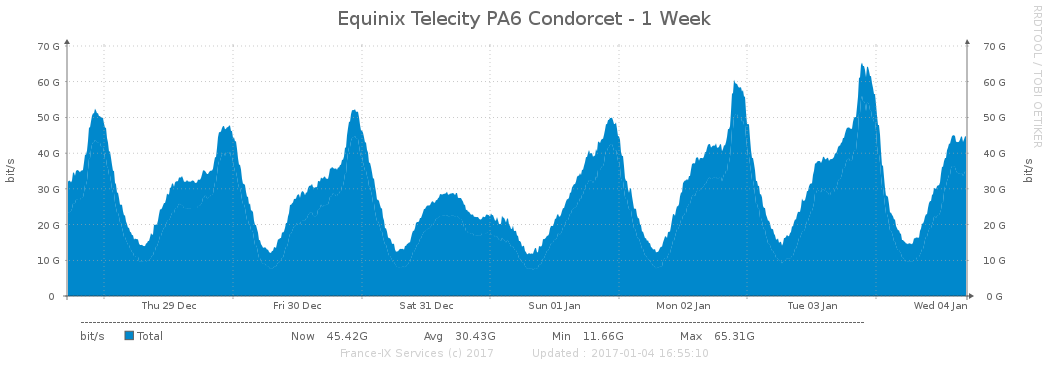 Equinix Telecity PA6 Condorcet - 1 Week
RRDTOOL / TOBI OETIKER
70 G 70 G
60 G 60 G
50 G 50 G
40 G 40 G
30 G 30 G
20 G 20 G
10 G 10 G
0 0 G
bit/s
bit/s
Thu 29 Dec Fri 30 Dec Sat 31 Dec Sun 01 Jan Mon 02 Jan Tue 03 Jan Wed 04 Jan
bit/s Total Now 45.42G Avg 30.43G Min 11.66G Max 65.31G
France-IX Services (c) 2017 Updated : 2017-01-04 16:55:10